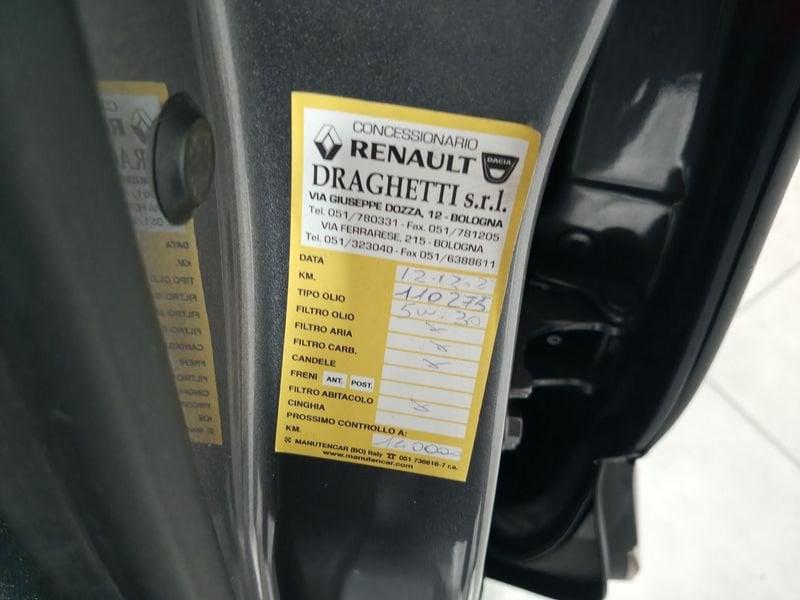 CONCESSIONARIO
RENAULT DACIA
DRAGHETTI s.r.l.
VIA GIUSEPPE DOZZA, 12 - BOLOGNA
Tel. 051/780331 - Fax. 051/781205
VIA FERRARESE, 215 - BOLOGNA
Tel. 051/323040 - Fax 051/6388611
DATA
KM. 110275
TIPO OLIO 5W-30
FILTRO OLIO x
FILTRO ARIA x
FILTRO CARB. x
CANDELE
FRENI ANT. POST.
FILTRO ABITACOLO x
CINGHIA
PROSSIMO CONTROLLO A:
KM.
MANUTENCAR (BO) Italy ☎ 051 736616-7 r.a.
www.manutencar.com